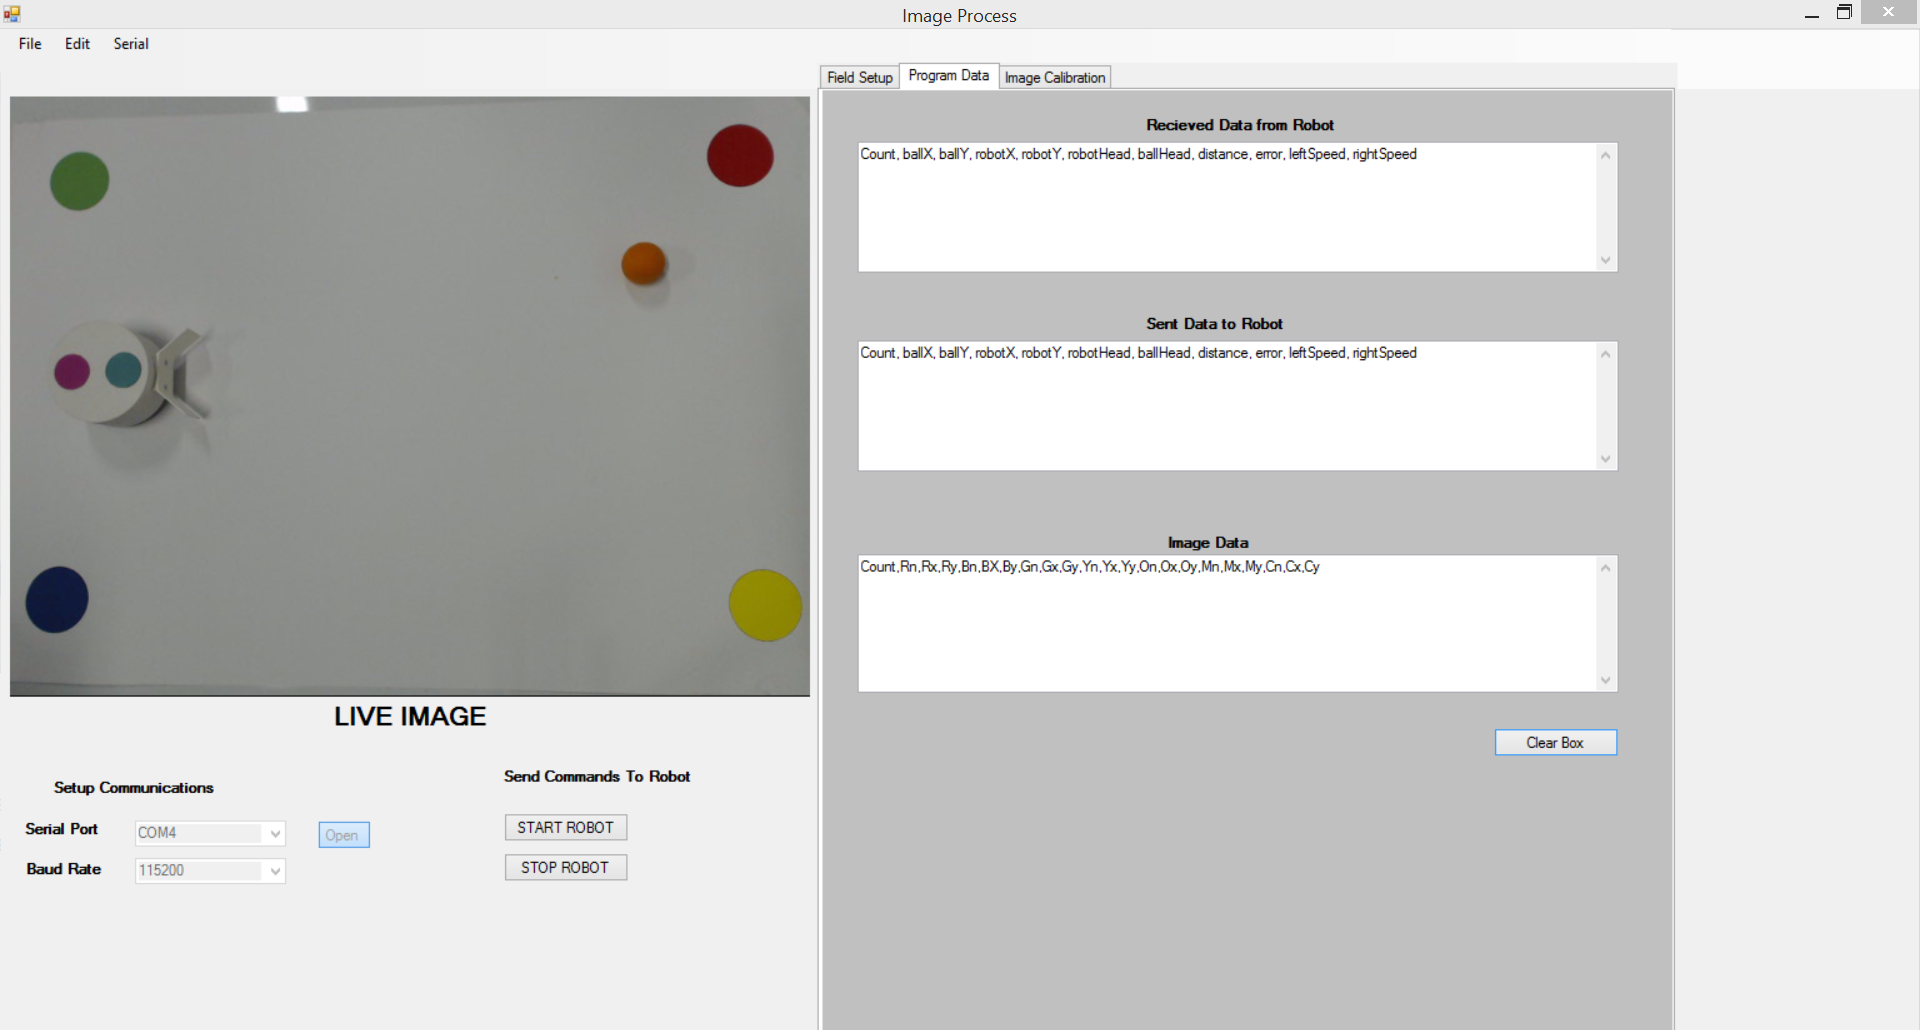 Image Process
File Edit Serial
Field Setup Program Data Image Calibration
Recieved Data from Robot
Count, ballX, ballY, robotX, robotY, robotHead, ballHead, distance, error, leftSpeed, rightSpeed
Sent Data to Robot
Count, ballX, ballY, robotX, robotY, robotHead, ballHead, distance, error, leftSpeed, rightSpeed
Image Data
Count,Rn,Rx,Ry,Bn,BX,By,Gn,Gx,Gy,Yn,Yx,Yy,On,Ox,Oy,Mn,Mx,My,Cn,Cx,Cy
Clear Box
LIVE IMAGE
Setup Communications
Serial Port COM4 Open
Baud Rate 115200
Send Commands To Robot
START ROBOT
STOP ROBOT